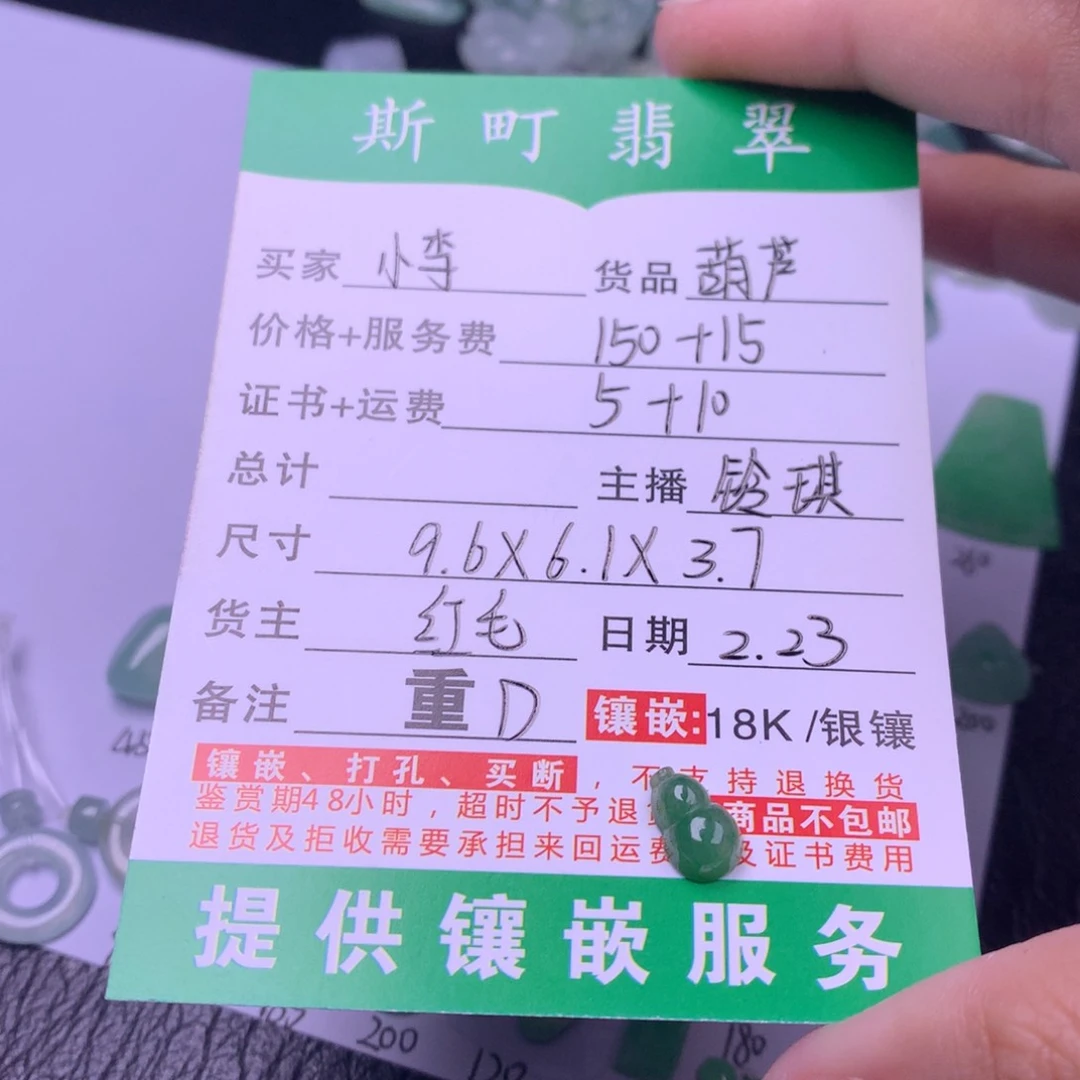 斯町翡翠
买家 小李 货品 葫芦
价格+服务费 150+15
证书+运费 5+10
总计 主播 铃琪
尺寸 9.6X6.1X3.7
货主 红毛 日期 2.23
备注 重D 镶嵌:18K/银镶
镶嵌、打孔、买断，不支持退换货
鉴赏期48小时，超时不予退 商品不包邮
退货及拒收需要承担来回运费 及证书费用
提供镶嵌服务
200
120
180